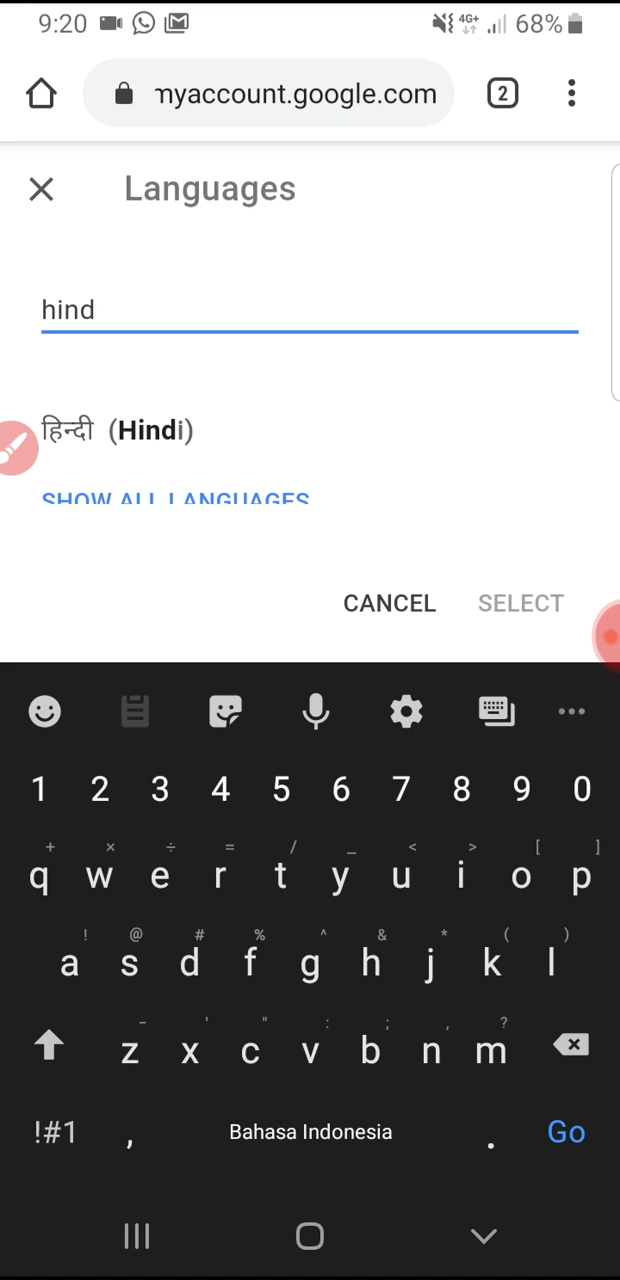 9:20 4G+ 68%
myaccount.google.com 2
Languages
hind
हिन्दी (Hindi)
SHOW ALL LANGUAGES
CANCEL SELECT
1 2 3 4 5 6 7 8 9 0
+ × ÷ = / _ < > [ ]
q w e r t y u i o p
! @ # % ^ & * ( )
a s d f g h j k l
- ' " : ; , ?
z x c v b n m
!#1 , Bahasa Indonesia . Go